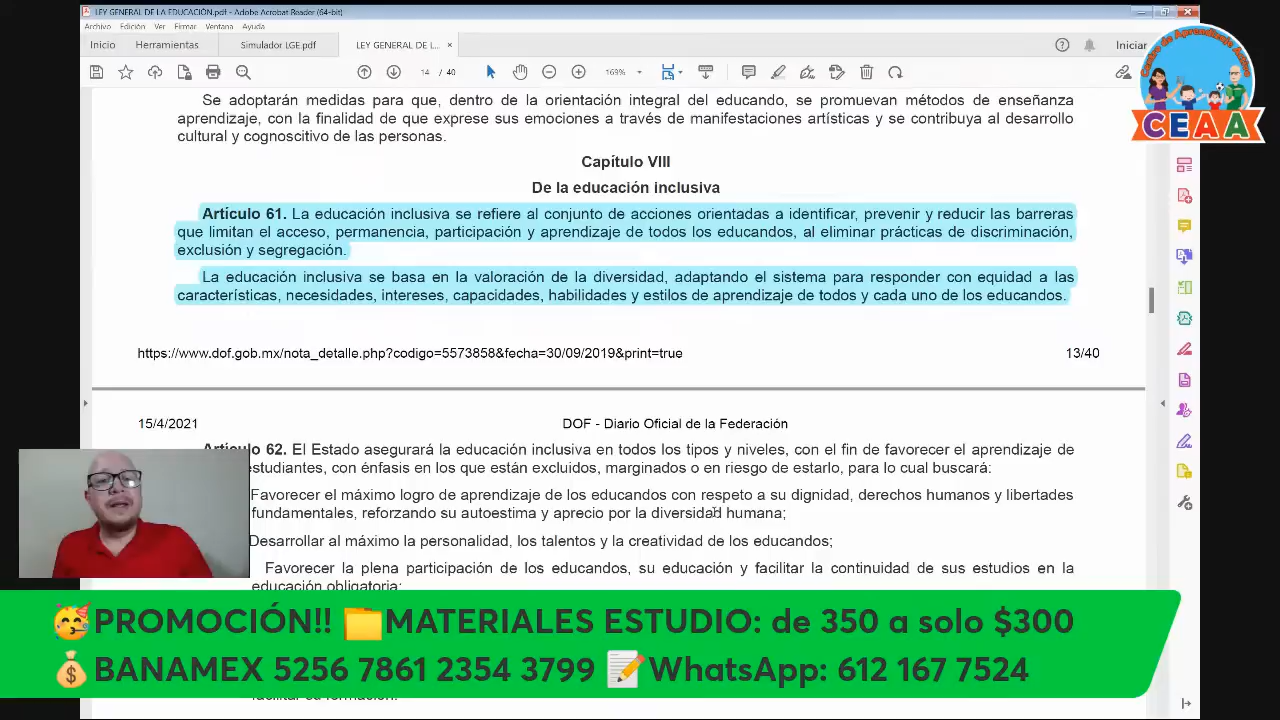 LEY GENERAL DE LA EDUCACIÓN.pdf - Adobe Acrobat Reader (64-bit)
Archivo Edición Ver Firmar Ventana Ayuda
Inicio Herramientas Simulador LGE.pdf LEY GENERAL DE L... × Iniciar
14 / 40 169%
Centro de Aprendizaje Activo
CEAA
Se adoptarán medidas para que, dentro de la orientación integral del educando, se promuevan métodos de enseñanza
aprendizaje, con la finalidad de que exprese sus emociones a través de manifestaciones artísticas y se contribuya al desarrollo
cultural y cognoscitivo de las personas.
Capítulo VIII
De la educación inclusiva
Artículo 61. La educación inclusiva se refiere al conjunto de acciones orientadas a identificar, prevenir y reducir las barreras
que limitan el acceso, permanencia, participación y aprendizaje de todos los educandos, al eliminar prácticas de discriminación,
exclusión y segregación.
La educación inclusiva se basa en la valoración de la diversidad, adaptando el sistema para responder con equidad a las
características, necesidades, intereses, capacidades, habilidades y estilos de aprendizaje de todos y cada uno de los educandos.
https://www.dof.gob.mx/nota_detalle.php?codigo=5573858&fecha=30/09/2019&print=true 13/40
15/4/2021 DOF - Diario Oficial de la Federación
Artículo 62. El Estado asegurará la educación inclusiva en todos los tipos y niveles, con el fin de favorecer el aprendizaje de
estudiantes, con énfasis en los que están excluidos, marginados o en riesgo de estarlo, para lo cual buscará:
Favorecer el máximo logro de aprendizaje de los educandos con respeto a su dignidad, derechos humanos y libertades
fundamentales, reforzando su autoestima y aprecio por la diversidad humana;
Desarrollar al máximo la personalidad, los talentos y la creatividad de los educandos;
Favorecer la plena participación de los educandos, su educación y facilitar la continuidad de sus estudios en la
educación obligatoria;
🥳PROMOCIÓN!! 🗂️MATERIALES ESTUDIO: de 350 a solo $300
💰BANAMEX 5256 7861 2354 3799 📝WhatsApp: 612 167 7524